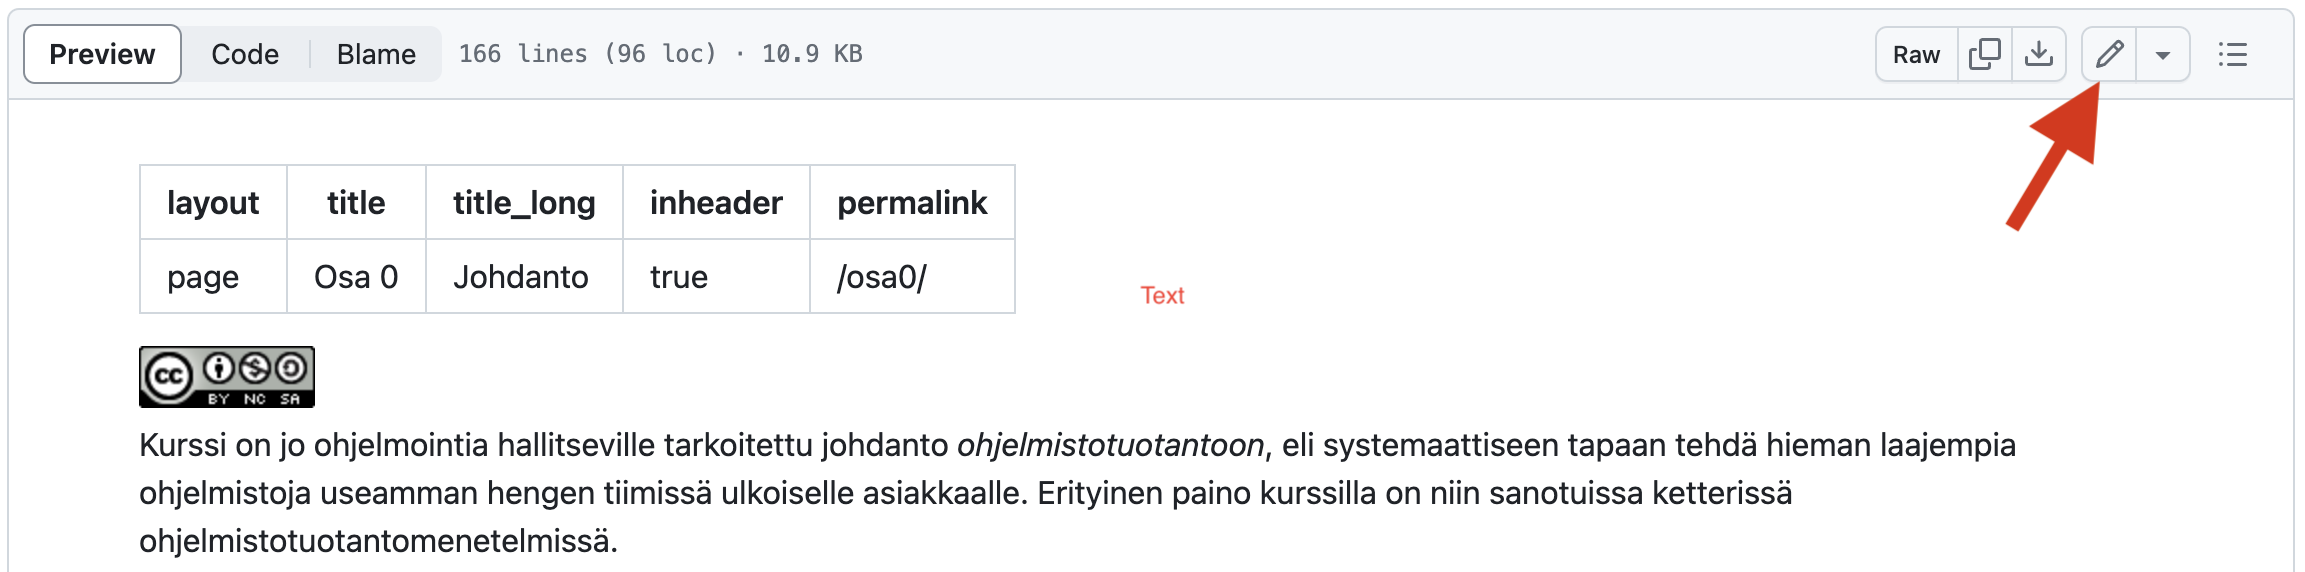 Preview Code Blame 166 lines (96 loc) · 10.9 KB Raw
layout title title_long inheader permalink
page Osa 0 Johdanto true /osa0/
Text
cc BY NC SA
Kurssi on jo ohjelmointia hallitseville tarkoitettu johdanto ohjelmistotuotantoon, eli systemaattiseen tapaan tehdä hieman laajempia
ohjelmistoja useamman hengen tiimissä ulkoiselle asiakkaalle. Erityinen paino kurssilla on niin sanotuissa ketterissä
ohjelmistotuotantomenetelmissä.